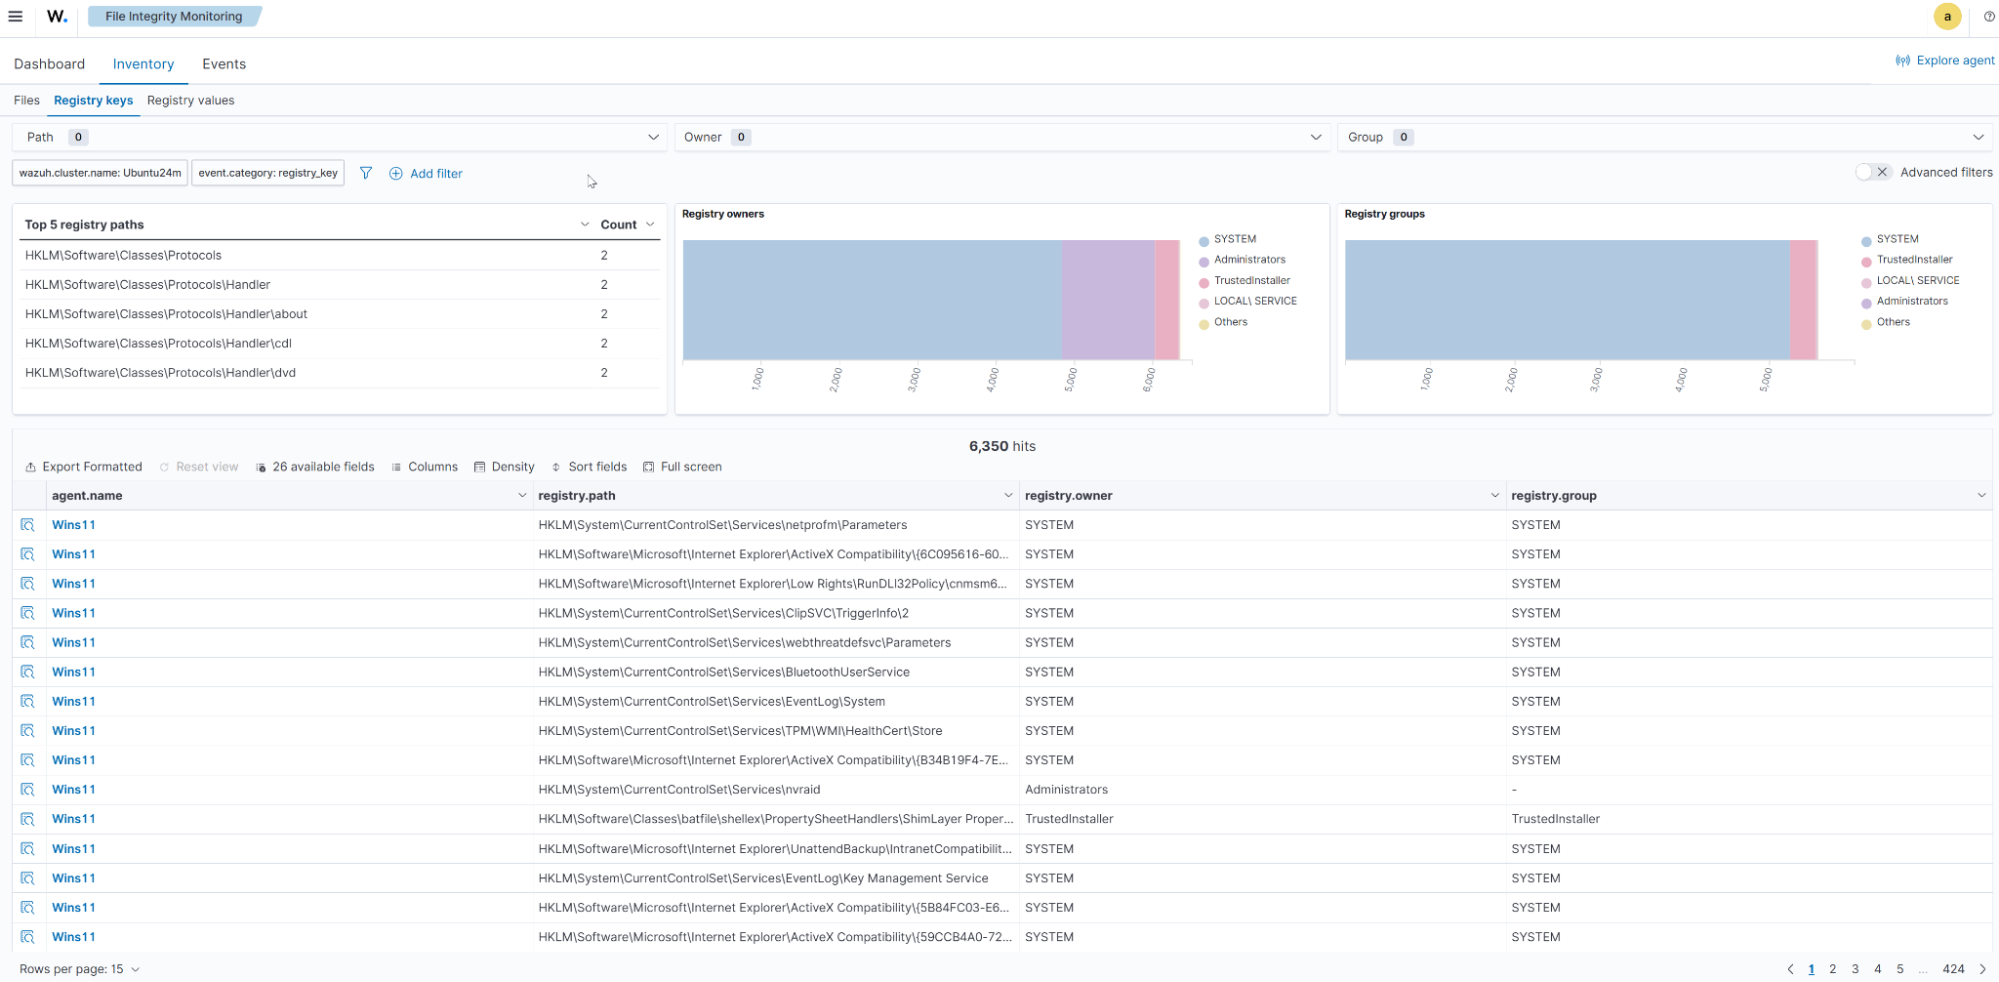 W. File Integrity Monitoring a
Dashboard Inventory Events Explore agent
Files Registry keys Registry values
Path 0 Owner 0 Group 0
wazuh.cluster.name: Ubuntu24m event.category: registry_key Add filter Advanced filters
Top 5 registry paths Count
HKLM\Software\Classes\Protocols 2
HKLM\Software\Classes\Protocols\Handler 2
HKLM\Software\Classes\Protocols\Handler\about 2
HKLM\Software\Classes\Protocols\Handler\cdl 2
HKLM\Software\Classes\Protocols\Handler\dvd 2
Registry owners
SYSTEM
Administrators
TrustedInstaller
LOCAL\ SERVICE
Others
1,000 2,000 3,000 4,000 5,000 6,000
Registry groups
SYSTEM
TrustedInstaller
LOCAL\ SERVICE
Administrators
Others
1,000 2,000 3,000 4,000 5,000
6,350 hits
Export Formatted Reset view 26 available fields Columns Density Sort fields Full screen
agent.name registry.path registry.owner registry.group
Wins11 HKLM\System\CurrentControlSet\Services\netprofm\Parameters SYSTEM SYSTEM
Wins11 HKLM\Software\Microsoft\Internet Explorer\ActiveX Compatibility\{6C095616-60... SYSTEM SYSTEM
Wins11 HKLM\Software\Microsoft\Internet Explorer\Low Rights\RunDLl32Policy\cnmsm6... SYSTEM SYSTEM
Wins11 HKLM\System\CurrentControlSet\Services\ClipSVC\TriggerInfo\2 SYSTEM SYSTEM
Wins11 HKLM\System\CurrentControlSet\Services\webthreatdefsvc\Parameters SYSTEM SYSTEM
Wins11 HKLM\System\CurrentControlSet\Services\BluetoothUserService SYSTEM SYSTEM
Wins11 HKLM\System\CurrentControlSet\Services\EventLog\System SYSTEM SYSTEM
Wins11 HKLM\System\CurrentControlSet\Services\TPM\WMI\HealthCert\Store SYSTEM SYSTEM
Wins11 HKLM\Software\Microsoft\Internet Explorer\ActiveX Compatibility\{B34B19F4-7E... SYSTEM SYSTEM
Wins11 HKLM\System\CurrentControlSet\Services\nvraid Administrators -
Wins11 HKLM\Software\Classes\batfile\shellex\PropertySheetHandlers\ShimLayer Proper... TrustedInstaller TrustedInstaller
Wins11 HKLM\Software\Microsoft\Internet Explorer\UnattendBackup\IntranetCompatibilit... SYSTEM SYSTEM
Wins11 HKLM\System\CurrentControlSet\Services\EventLog\Key Management Service SYSTEM SYSTEM
Wins11 HKLM\Software\Microsoft\Internet Explorer\ActiveX Compatibility\{5B84FC03-E6... SYSTEM SYSTEM
Wins11 HKLM\Software\Microsoft\Internet Explorer\ActiveX Compatibility\{59CCB4A0-72... SYSTEM SYSTEM
Rows per page: 15 1 2 3 4 5 ... 424